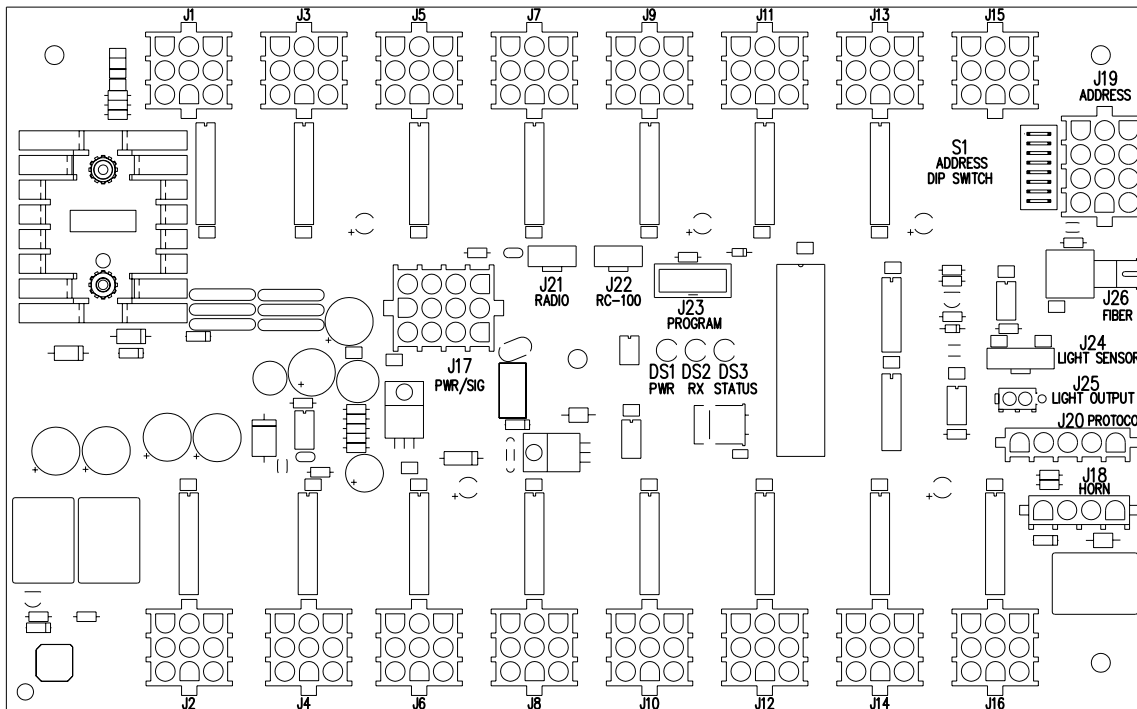 J1 J3 J5 J7 J9 J11 J13 J15
J19
ADDRESS
S1
ADDRESS
DIP SWITCH
J21
RADIO
J22
RC-100
J23
PROGRAM
J26
FIBER
J17
PWR/SIG
DS1 DS2 DS3
PWR RX STATUS
J24
LIGHT SENSOR
J25
LIGHT OUTPUT
J20 PROTOCO
J18
HORN
J2 J4 J6 J8 J10 J12 J14 J16